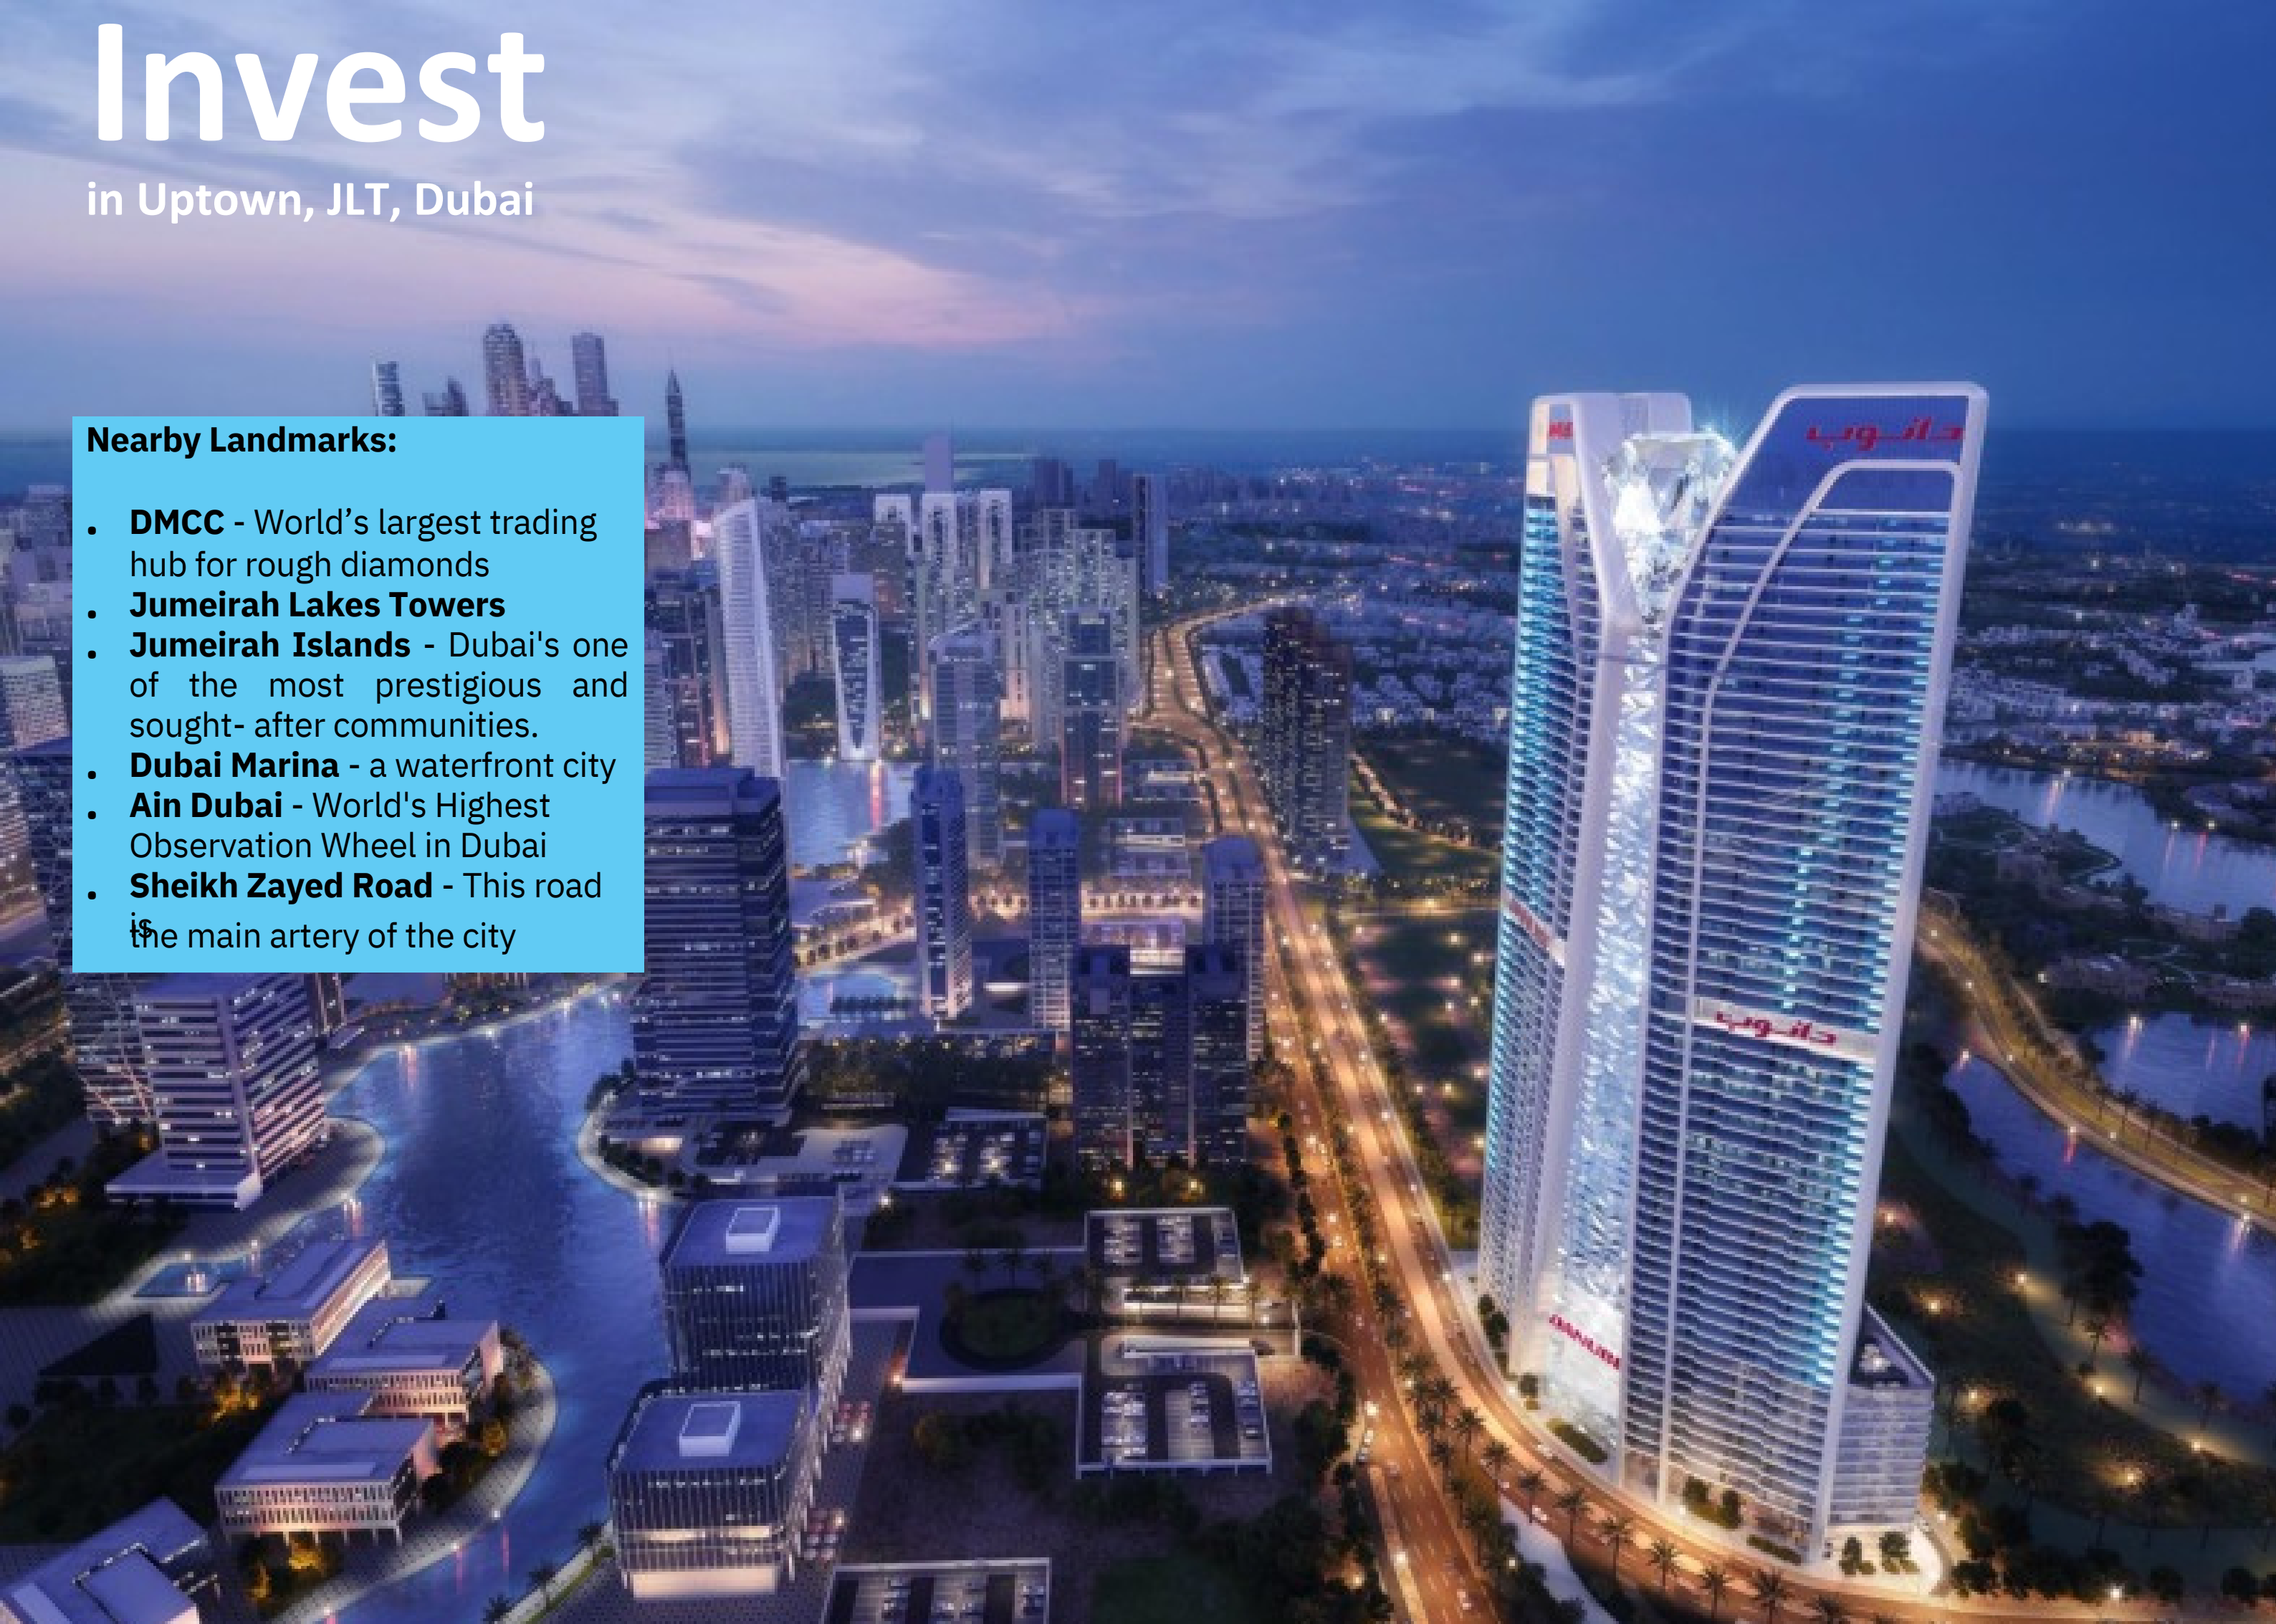 Invest
in Uptown, JLT, Dubai
Nearby Landmarks:
. DMCC - World’s largest trading
hub for rough diamonds
. Jumeirah Lakes Towers
. Jumeirah Islands - Dubai's one
of the most prestigious and
sought- after communities.
. Dubai Marina - a waterfront city
. Ain Dubai - World's Highest
Observation Wheel in Dubai
. Sheikh Zayed Road - This road
is
the main artery of the city
دانوب
دانوب
DANUBE